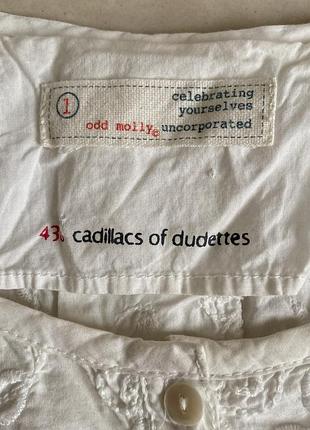 1
celebrating
yourselves
odd molly® uncorporated
43% cadillacs of dudettes